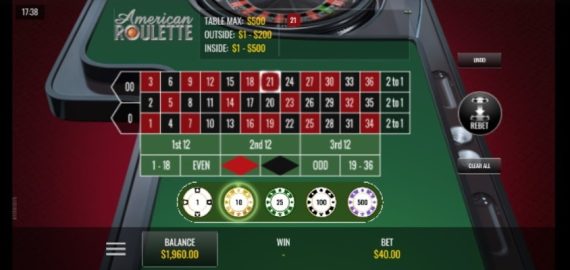 17:38
American
ROULETTE
TABLE MAX: $500
OUTSIDE: $1 - $200
INSIDE: $1 - $500
21
UNDO
00 3 6 9 12 15 18 21 24 27 30 33 36 2 to 1
2 5 8 11 14 17 20 23 26 29 32 35 2 to 1
0 1 4 7 10 13 16 19 22 25 28 31 34 2 to 1
REBET
1st 12 2nd 12 3rd 12
1 - 18 EVEN ODD 19 - 36
CLEAR ALL
1 10 25 100 500
BALANCE WIN BET
$1,960.00 - $40.00